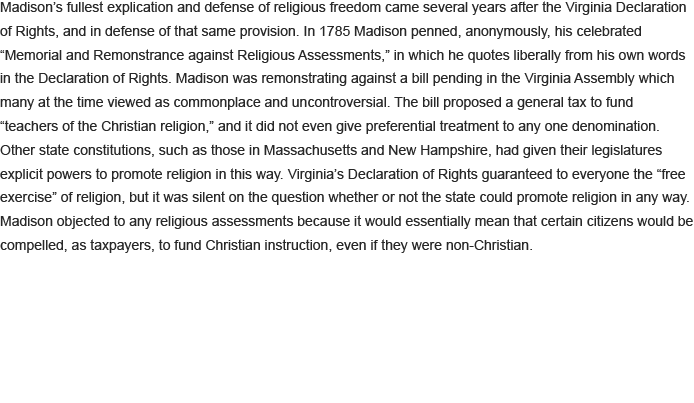 Madison’s fullest explication and defense of religious freedom came several years after the Virginia Declaration
of Rights, and in defense of that same provision. In 1785 Madison penned, anonymously, his celebrated
“Memorial and Remonstrance against Religious Assessments,” in which he quotes liberally from his own words
in the Declaration of Rights. Madison was remonstrating against a bill pending in the Virginia Assembly which
many at the time viewed as commonplace and uncontroversial. The bill proposed a general tax to fund
“teachers of the Christian religion,” and it did not even give preferential treatment to any one denomination.
Other state constitutions, such as those in Massachusetts and New Hampshire, had given their legislatures
explicit powers to promote religion in this way. Virginia’s Declaration of Rights guaranteed to everyone the “free
exercise” of religion, but it was silent on the question whether or not the state could promote religion in any way.
Madison objected to any religious assessments because it would essentially mean that certain citizens would be
compelled, as taxpayers, to fund Christian instruction, even if they were non-Christian.